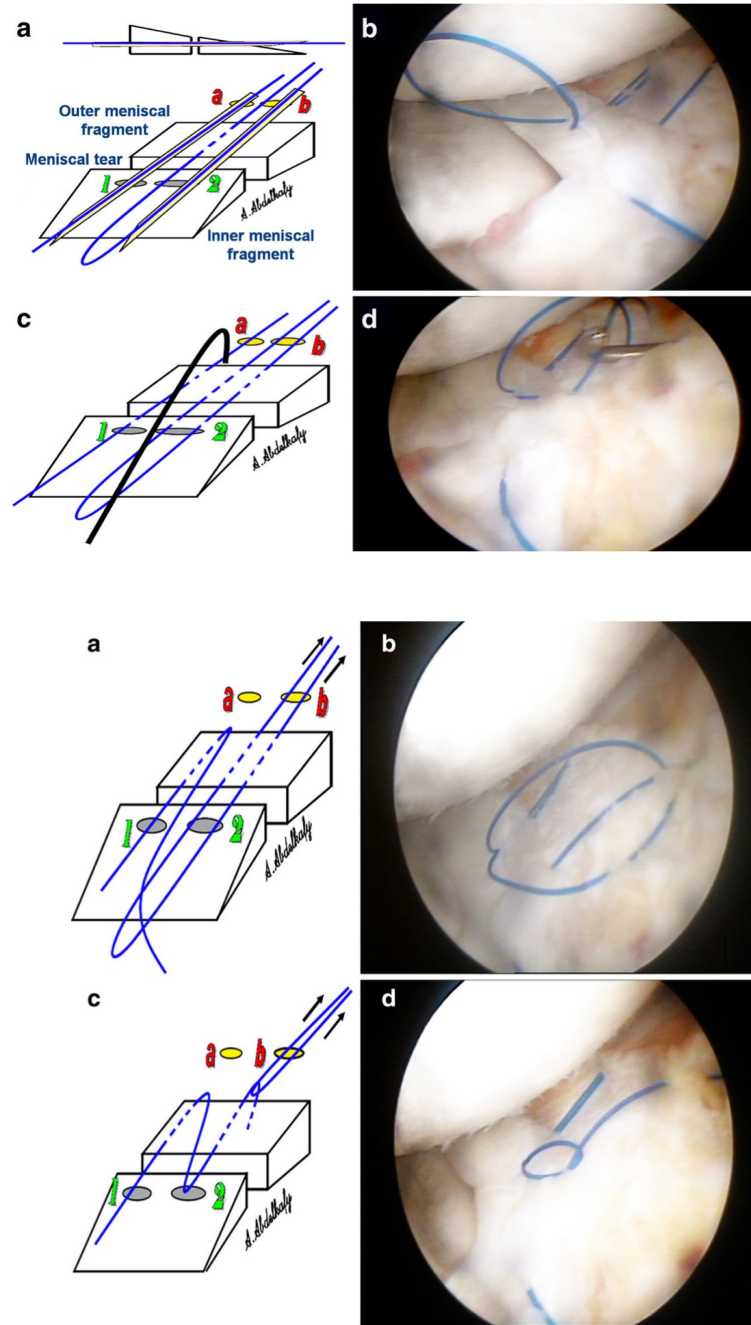 a
b
a
b
Outer meniscal
fragment
Meniscal tear
1
2
A. Abdelkafy
Inner meniscal
fragment
c
d
a
b
1
2
A. Abdelkafy
a
b
a
b
1
2
A. Abdelkafy
c
d
a
b
1
2
A. Abdelkafy